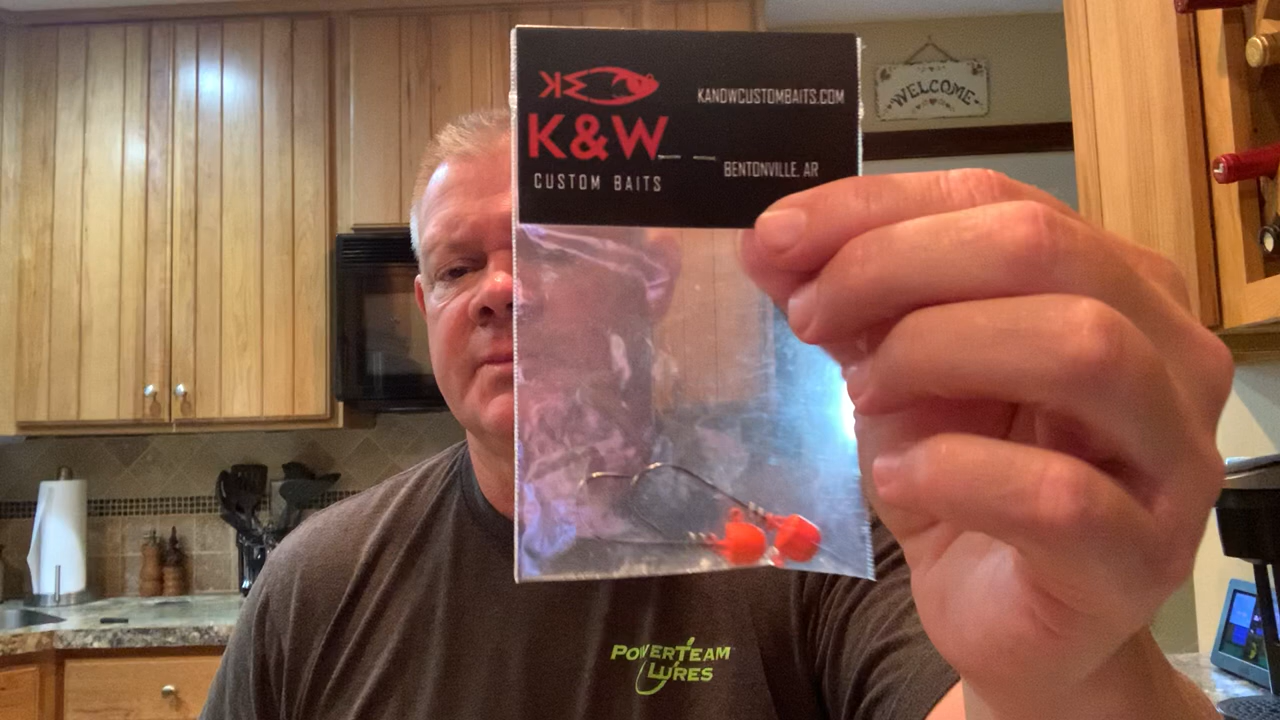 KANDWCUSTOMBAITS.COM
K&W
BENTONVILLE, AR
CUSTOM BAITS
WELCOME
POWERTEAM
LURES